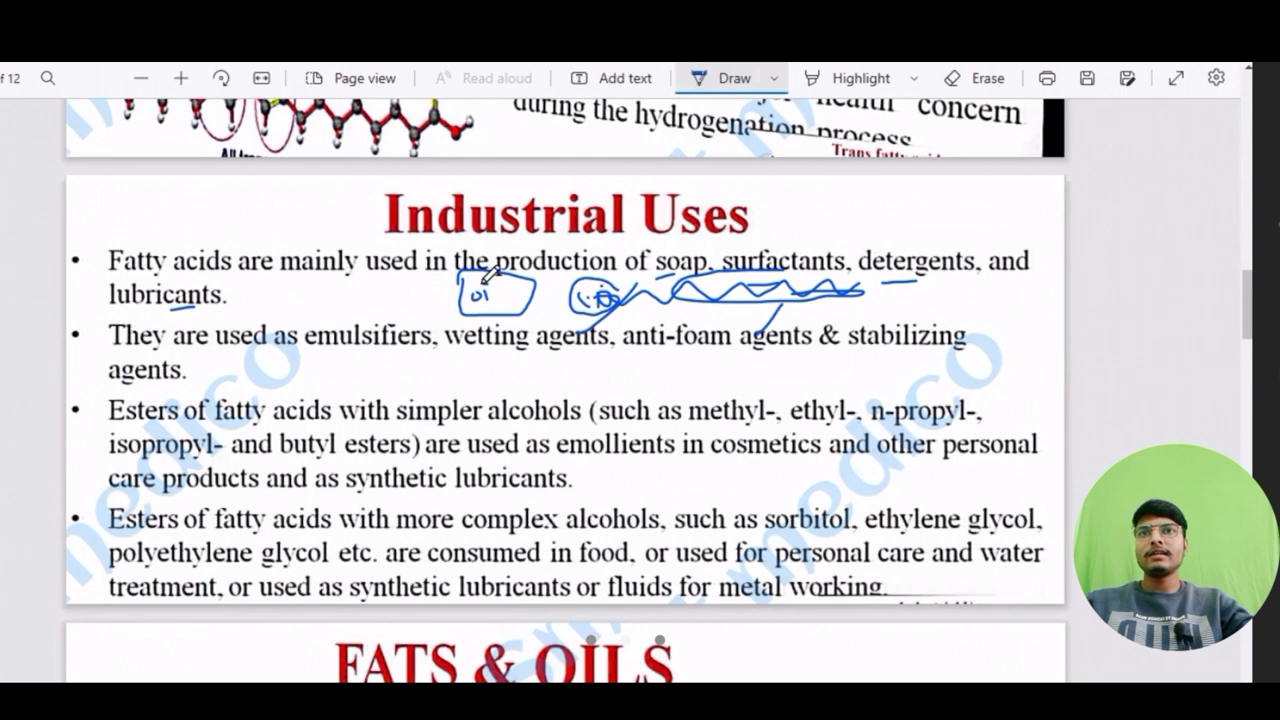 of 12 Page view Read aloud Add text Draw Highlight Erase
health concern
during the hydrogenation process
Industrial Uses
• Fatty acids are mainly used in the production of soap, surfactants, detergents, and
lubricants.
• They are used as emulsifiers, wetting agents, anti-foam agents & stabilizing
agents.
• Esters of fatty acids with simpler alcohols (such as methyl-, ethyl-, n-propyl-,
isopropyl- and butyl esters) are used as emollients in cosmetics and other personal
care products and as synthetic lubricants.
• Esters of fatty acids with more complex alcohols, such as sorbitol, ethylene glycol,
polyethylene glycol etc. are consumed in food, or used for personal care and water
treatment, or used as synthetic lubricants or fluids for metal working.
FATS & OILS